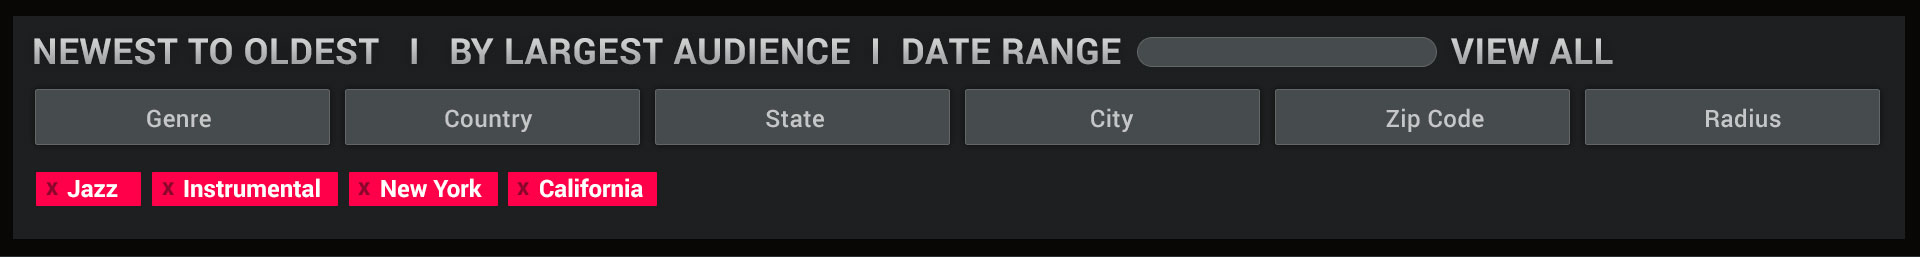 NEWEST TO OLDEST I BY LARGEST AUDIENCE I DATE RANGE VIEW ALL
Genre Country State City Zip Code Radius
x Jazz x Instrumental x New York x California